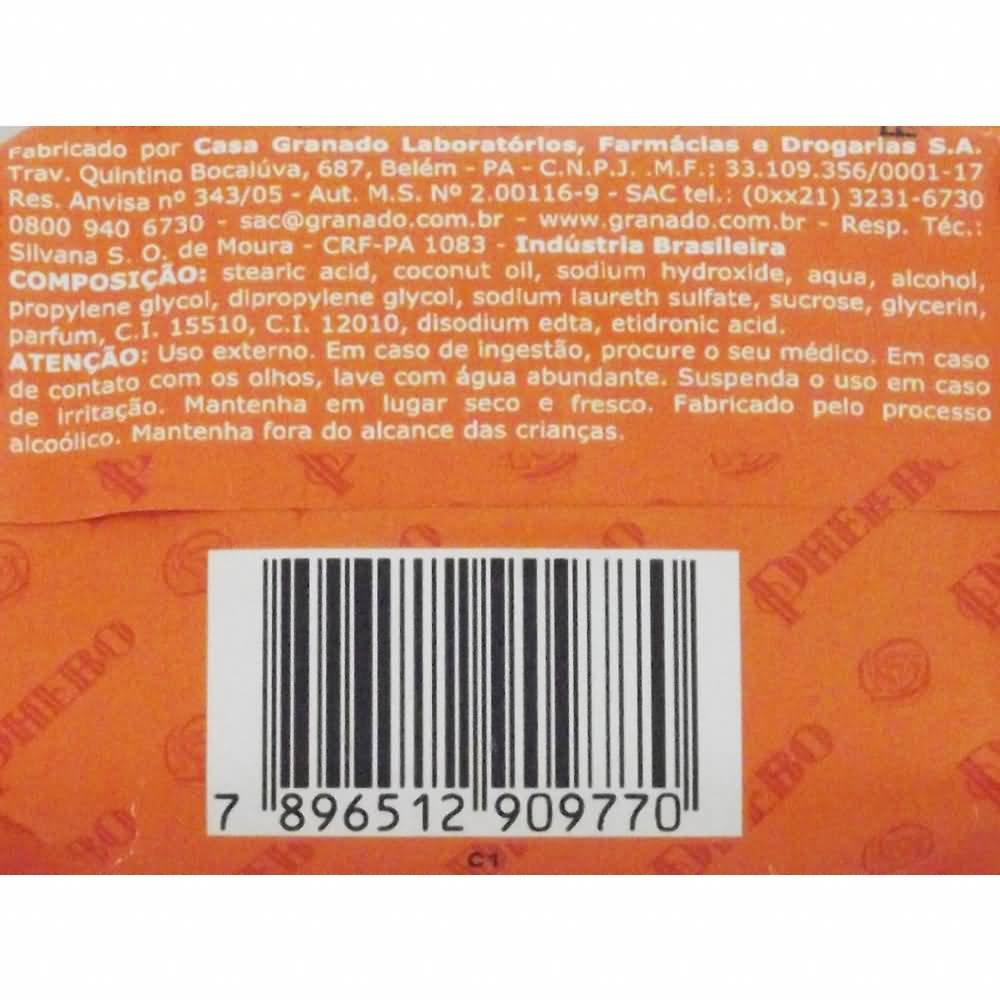 Fabricado por Casa Granado Laboratórios, Farmácias e Drogarias S.A.
Trav. Quintino Bocaiúva, 687, Belém - PA - C.N.P.J. .M.F.: 33.109.356/0001-17
Res. Anvisa nº 343/05 - Aut. M.S. Nº 2.00116-9 - SAC tel.: (0xx21) 3231-6730
0800 940 6730 - sac@granado.com.br - www.granado.com.br - Resp. Téc.:
Silvana S. O. de Moura - CRF-PA 1083 - Indústria Brasileira
COMPOSIÇÃO: stearic acid, coconut oil, sodium hydroxide, aqua, alcohol,
propylene glycol, dipropylene glycol, sodium laureth sulfate, sucrose, glycerin,
parfum, C.I. 15510, C.I. 12010, disodium edta, etidronic acid.
ATENÇÃO: Uso externo. Em caso de ingestão, procure o seu médico. Em caso
de contato com os olhos, lave com água abundante. Suspenda o uso em caso
de irritação. Mantenha em lugar seco e fresco. Fabricado pelo processo
alcoólico. Mantenha fora do alcance das crianças.
PHEBO
PHEBO
7 896512 909770
C1